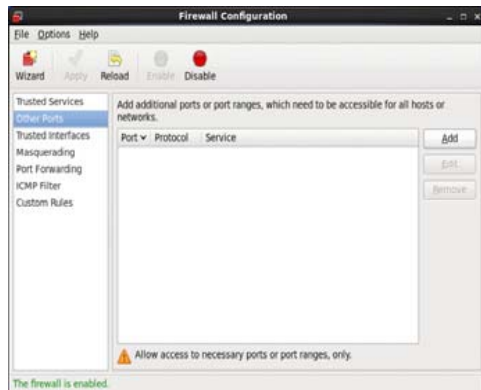 Firewall Configuration
File Options Help
Wizard Apply Reload Enable Disable
Trusted Services
Other Ports
Trusted Interfaces
Masquerading
Port Forwarding
ICMP Filter
Custom Rules
Add additional ports or port ranges, which need to be accessible for all hosts or
networks.
Port Protocol Service
Add
Edit
Remove
Allow access to necessary ports or port ranges, only.
The firewall is enabled.